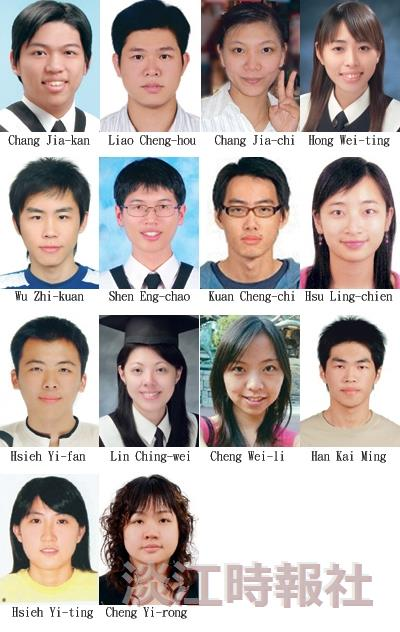 Chang Jia-kan Liao Cheng-hou Chang Jia-chi Hong Wei-ting
Wu Zhi-kuan Shen Eng-chao Kuan Cheng-chi Hsu Ling-chien
Hsieh Yi-fan Lin Ching-wei Cheng Wei-li Han Kai Ming
Hsieh Yi-ting Cheng Yi-rong
淡江時報社